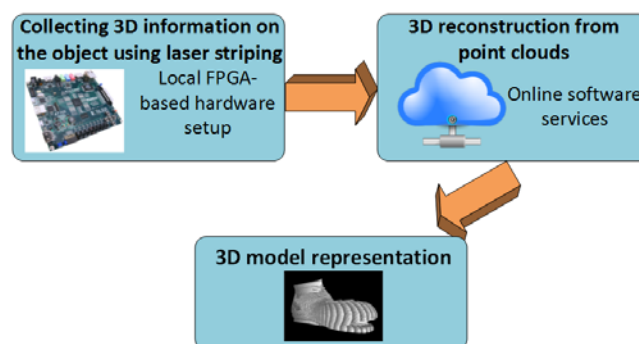 Collecting 3D information on
the object using laser striping
Local FPGA-
based hardware
setup
3D reconstruction from
point clouds
Online software
services
3D model representation